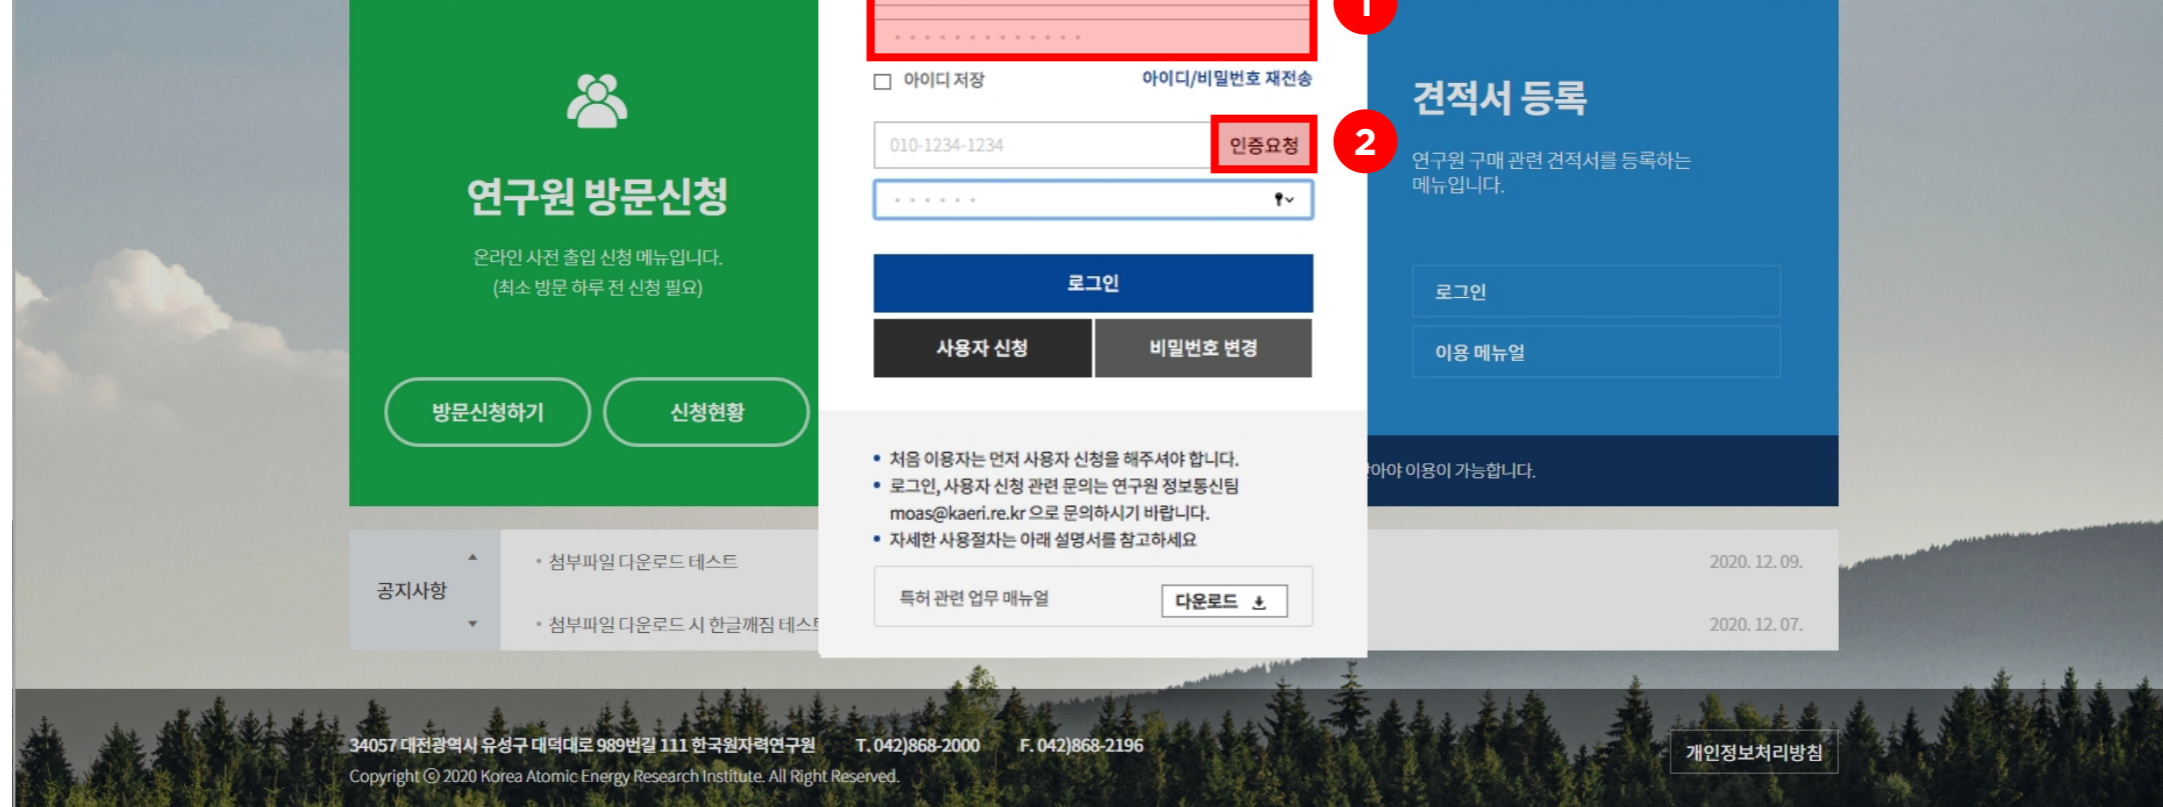 1
아이디 저장
아이디/비밀번호 재전송
010-1234-1234
인증요청
2
로그인
사용자 신청
비밀번호 변경
처음 이용자는 먼저 사용자 신청을 해주셔야 합니다.
로그인, 사용자 신청 관련 문의는 연구원 정보통신팀
moas@kaeri.re.kr 으로 문의하시기 바랍니다.
자세한 사용절차는 아래 설명서를 참고하세요
특허 관련 업무 매뉴얼
다운로드
연구원 방문신청
온라인 사전 출입 신청 메뉴입니다.
(최소 방문 하루 전 신청 필요)
방문신청하기
신청현황
견적서 등록
연구원 구매 관련 견적서를 등록하는
메뉴입니다.
로그인
이용 메뉴얼
이용이 가능합니다.
공지사항
첨부파일 다운로드 테스트
2020. 12. 09.
첨부파일 다운로드 시 한글깨짐 테스트
2020. 12. 07.
34057 대전광역시 유성구 대덕대로 989번길 111 한국원자력연구원 T. 042)868-2000 F. 042)868-2196
Copyright ⓒ 2020 Korea Atomic Energy Research Institute. All Right Reserved.
개인정보처리방침